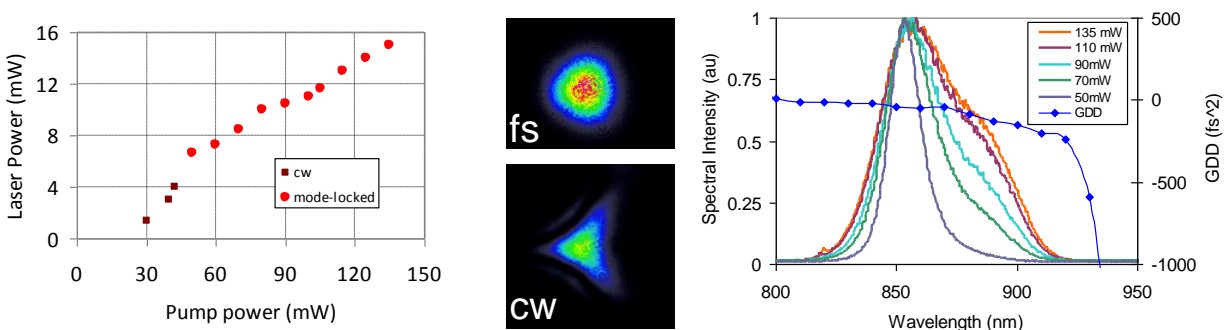 16
12
8
4
0
0 30 60 90 120 150
Laser Power (mW)
Pump power (mW)
cw
mode-locked
fs
cw
1
0.75
0.5
0.25
0
Spectral Intensity (au)
800 850 900 950
Wavelength (nm)
500
0
-500
-1000
GDD (fs^2)
135 mW
110 mW
90mW
70mW
50mW
GDD